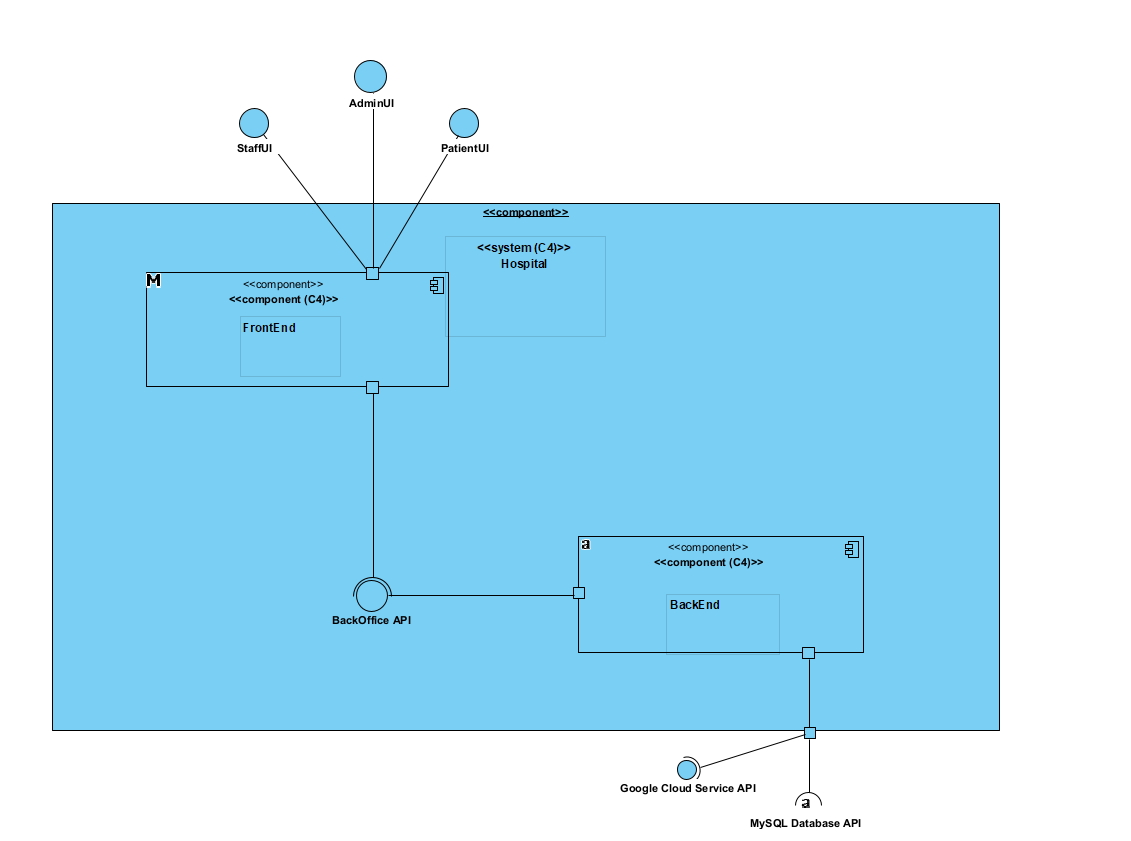 AdminUI
StaffUI
PatientUI
<<component>>
<<system (C4)>>
Hospital
M
<<component>>
<<component (C4)>>
FrontEnd
a
<<component>>
<<component (C4)>>
BackEnd
BackOffice API
Google Cloud Service API
a
MySQL Database API